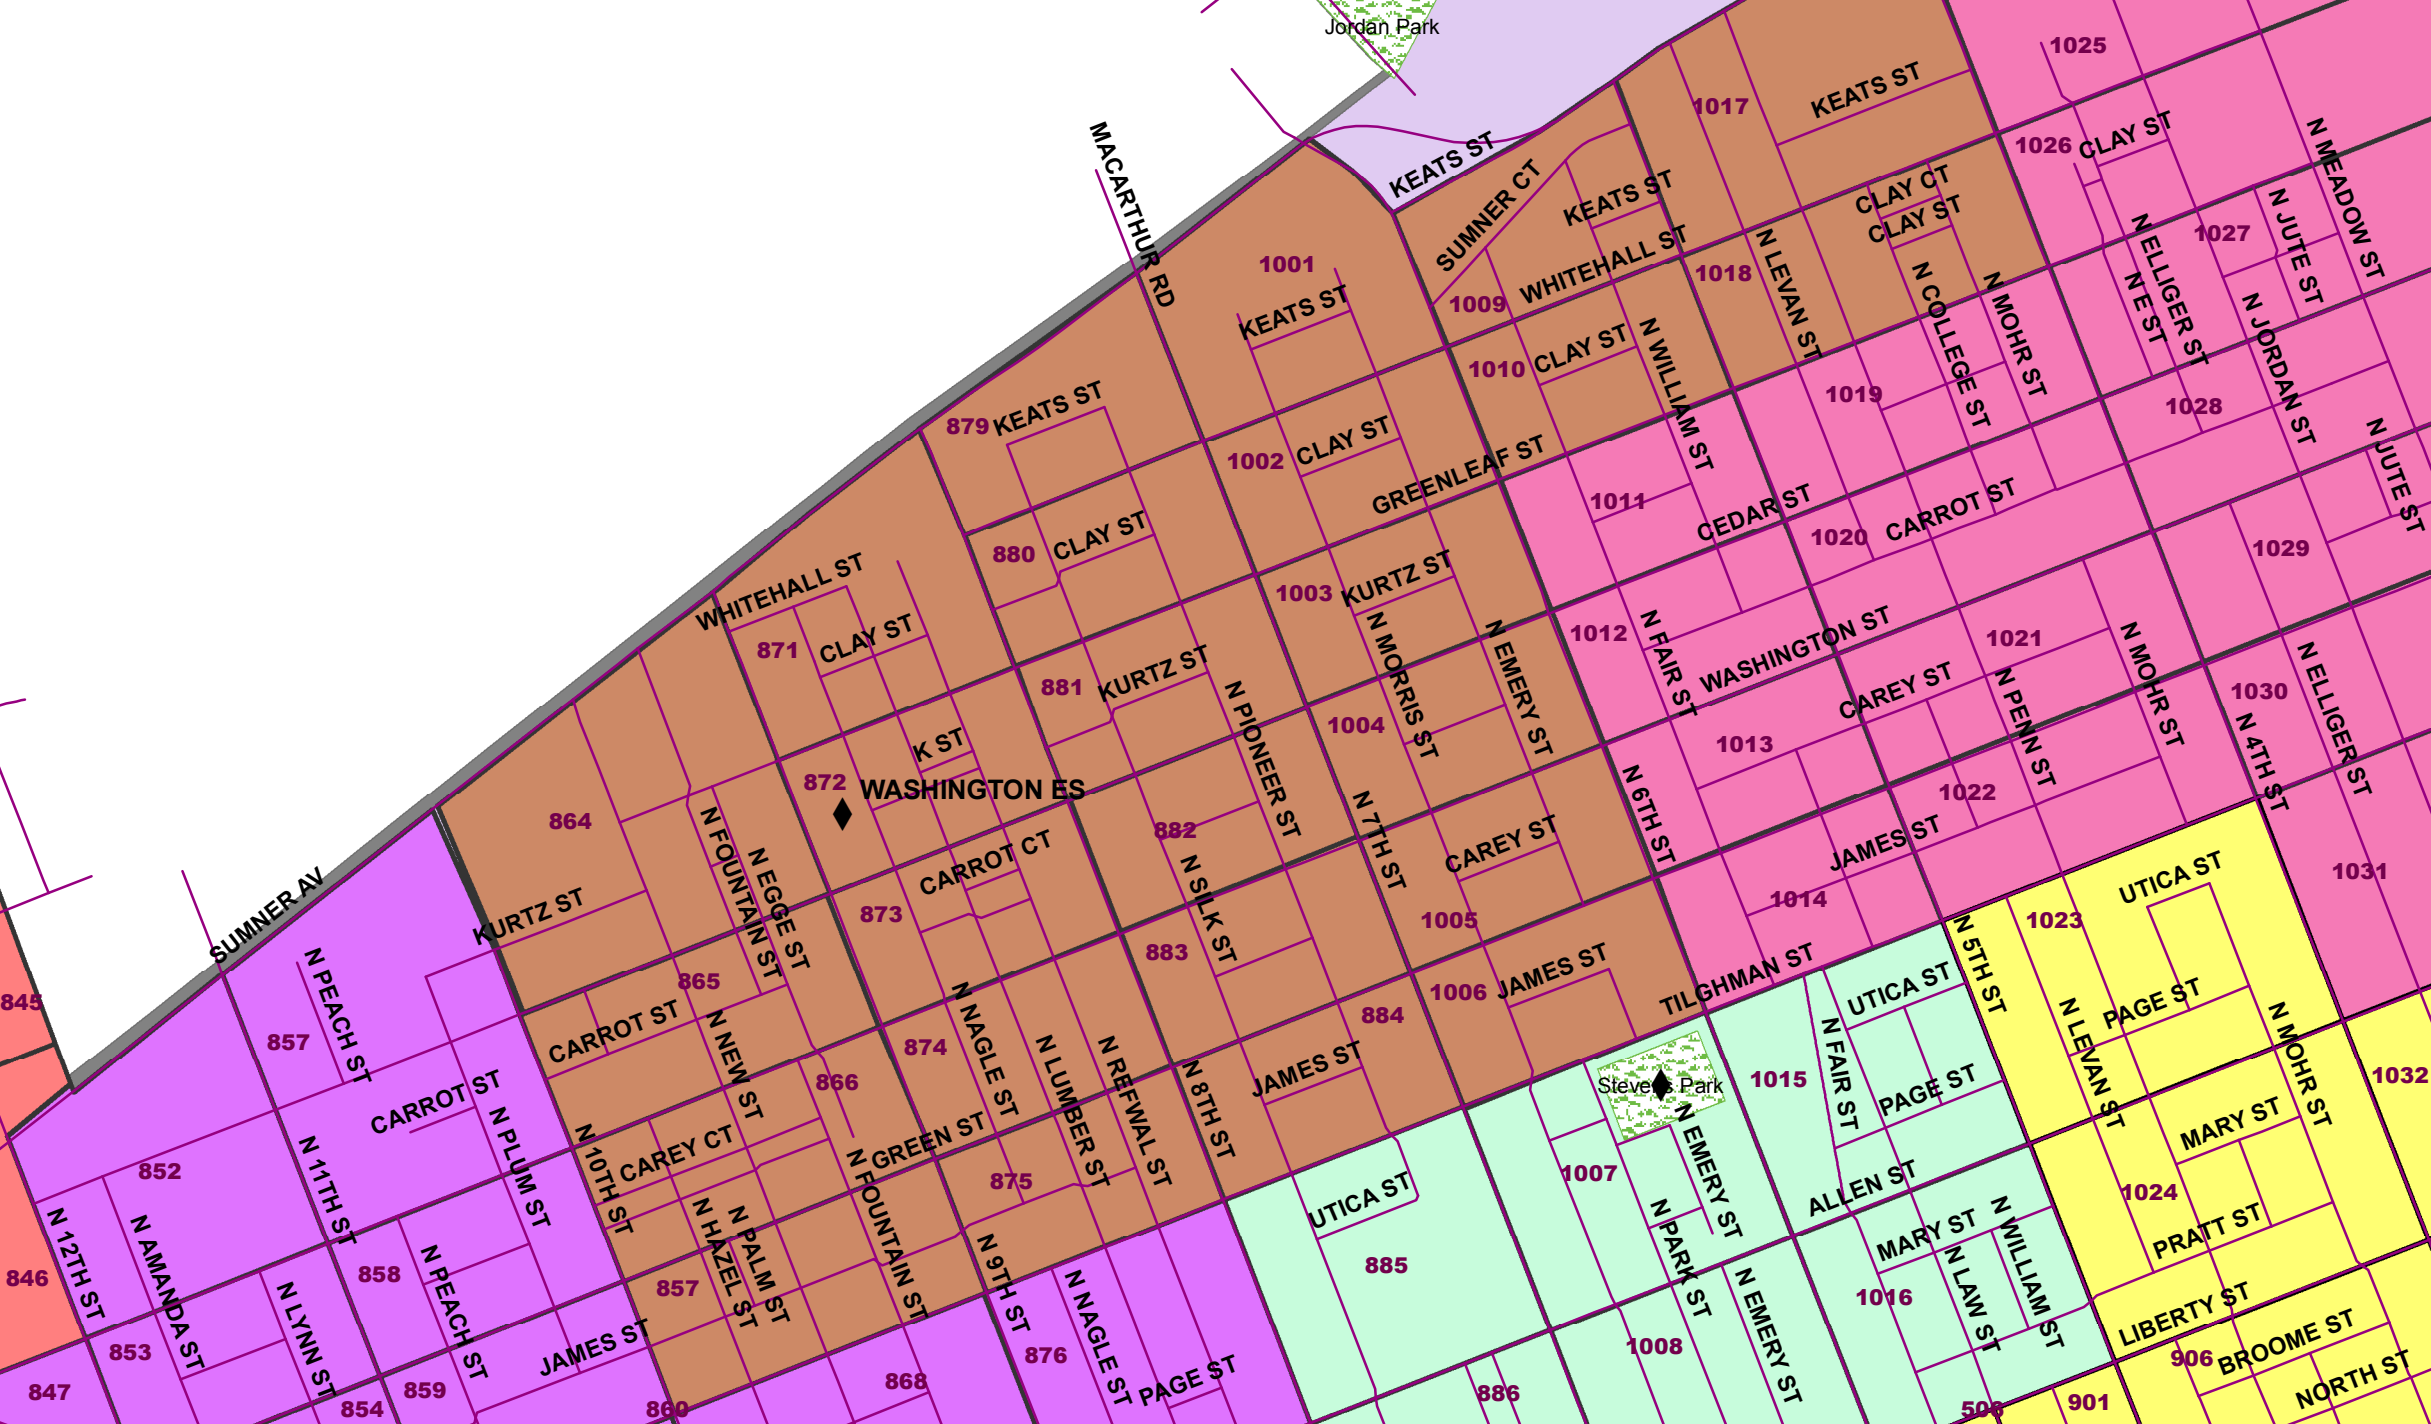 Jordan Park
1025
KEATS ST
1017
CLAY ST
1026
N MEADOW ST
MACARTHUR RD
KEATS ST
SUMNER CT
KEATS ST
CLAY CT
CLAY ST
N JUTE ST
1027
N ELLIGER ST
N E ST
WHITEHALL ST
1001
1018
N LEVAN ST
1009
KEATS ST
N COLLEGE ST
N MOHR ST
N JORDAN ST
CLAY ST
1010
N WILLIAM ST
1019
1028
879
KEATS ST
1002
CLAY ST
GREENLEAF ST
N JUTE ST
1011
CEDAR ST
CARROT ST
1020
1029
880
CLAY ST
WHITEHALL ST
1003
KURTZ ST
871
CLAY ST
1012
N FAIR ST
WASHINGTON ST
1021
N MOHR ST
N MORRIS ST
N EMERY ST
881
KURTZ ST
CAREY ST
N PENN ST
1030
N ELLIGER ST
N PIONEER ST
1004
N 4TH ST
K ST
1013
872
WASHINGTON ES
1022
N 6TH ST
864
882
N 7TH ST
CAREY ST
JAMES ST
N FOUNTAIN ST
N EGGE ST
CARROT CT
1031
UTICA ST
SUMNER AV
KURTZ ST
873
N SILK ST
1014
1005
1023
N 5TH ST
883
865
TILGHMAN ST
JAMES ST
UTICA ST
PAGE ST
845
N PEACH ST
1006
884
CARROT ST
N NEW ST
N NAGLE ST
N FAIR ST
N LEVAN ST
N MOHR ST
857
874
N LUMBER ST
N REFWAL ST
JAMES ST
Stevens Park
1015
PAGE ST
1032
866
CARROT ST
N 8TH ST
N EMERY ST
MARY ST
N PLUM ST
GREEN ST
N 10TH ST
CAREY CT
N 11TH ST
852
875
1007
ALLEN ST
1024
UTICA ST
N FOUNTAIN ST
N HAZEL ST
N PALM ST
N PARK ST
MARY ST
N WILLIAM ST
PRATT ST
N 12TH ST
N AMANDA ST
885
N 9TH ST
846
858
N PEACH ST
857
N NAGLE ST
N EMERY ST
1016
N LAW ST
N LYNN ST
LIBERTY ST
853
JAMES ST
876
1008
906
BROOME ST
847
859
868
PAGE ST
886
NORTH ST
854
860
901